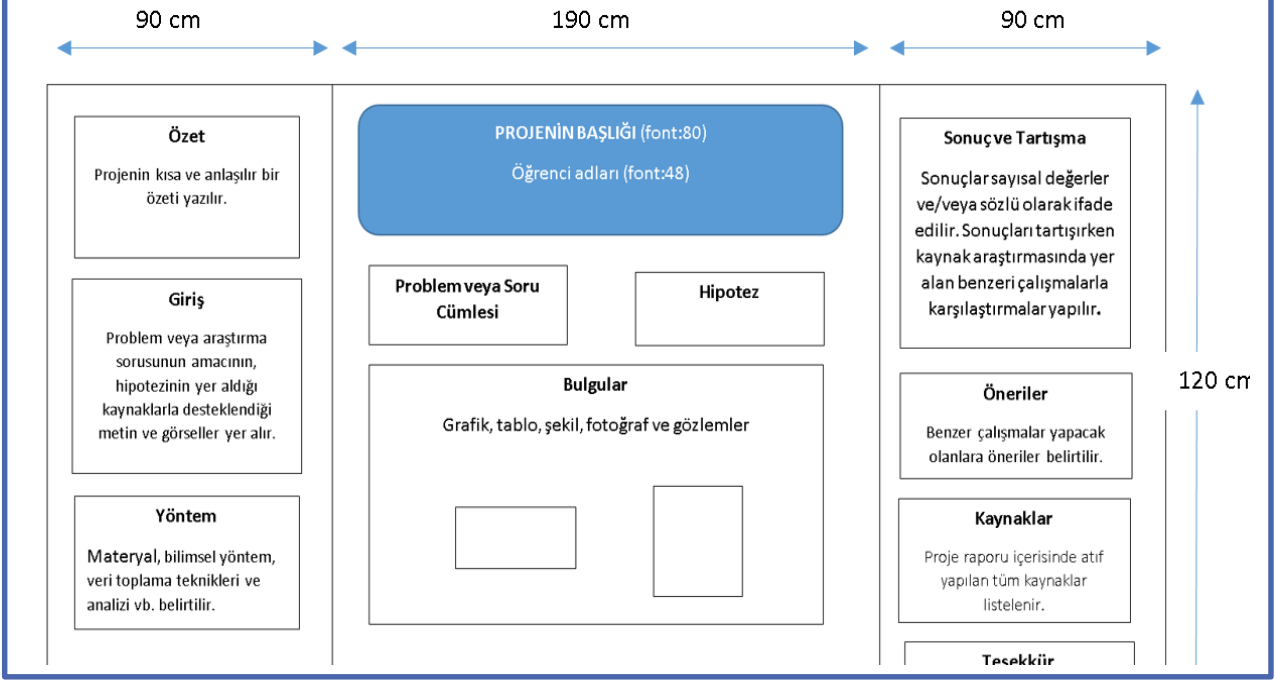 90 cm
190 cm
90 cm
Özet
Projenin kısa ve anlaşılır bir
özeti yazılır.
Giriş
Problem veya araştırma
sorusunun amacının,
hipotezinin yer aldığı
kaynaklarla desteklendiği
metin ve görseller yer alır.
Yöntem
Materyal, bilimsel yöntem,
veri toplama teknikleri ve
analizi vb. belirtilir.
PROJENİN BAŞLIĞI (font:80)
Öğrenci adları (font:48)
Problem veya Soru
Cümlesi
Hipotez
Bulgular
Grafik, tablo, şekil, fotoğraf ve gözlemler
Sonuç ve Tartışma
Sonuçlar sayısal değerler
ve/veya sözlü olarak ifade
edilir. Sonuçları tartışırken
kaynak araştırmasında yer
alan benzeri çalışmalarla
karşılaştırmalar yapılır.
Öneriler
Benzer çalışmalar yapacak
olanlara öneriler belirtilir.
Kaynaklar
Proje raporu içerisinde atıf
yapılan tüm kaynaklar
listelenir.
Teşekkür
120 cm